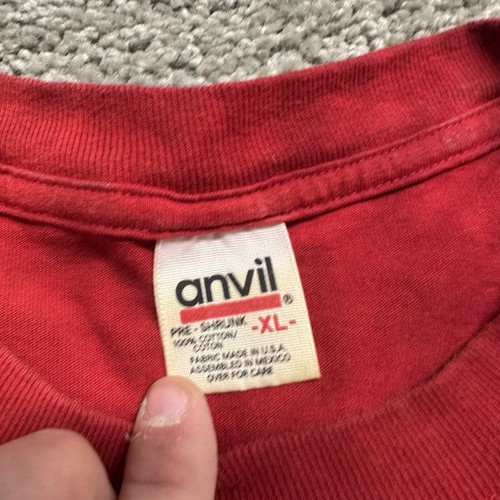 anvil®
PRE-SHRUNK -XL-
100% COTTON/
COTON
FABRIC MADE IN U.S.A.
ASSEMBLED IN MEXICO
OVER FOR CARE